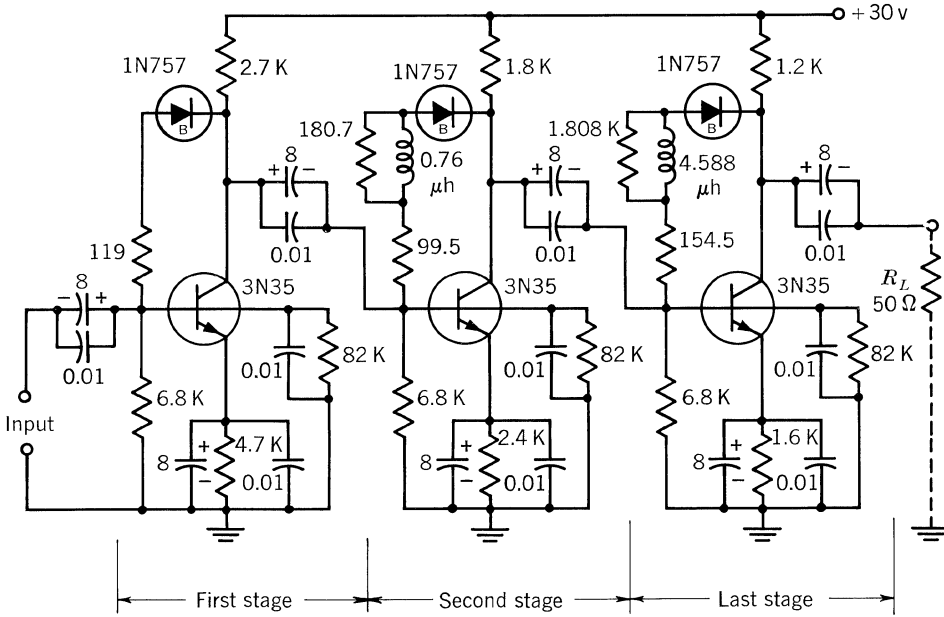 + 30 v
1N757
2.7 K
1N757
1.8 K
1N757
1.2 K
B
B
B
180.7
0.76
μh
1.808 K
4.588
μh
+ 8 −
0.01
+ 8 −
0.01
+ 8 −
0.01
119
99.5
154.5
3N35
3N35
3N35
R_L
50 Ω
− 8 +
0.01
Input
0.01
82 K
0.01
82 K
0.01
82 K
6.8 K
6.8 K
6.8 K
8
+
−
4.7 K
0.01
8
+
−
2.4 K
0.01
8
+
−
1.6 K
0.01
First stage
Second stage
Last stage